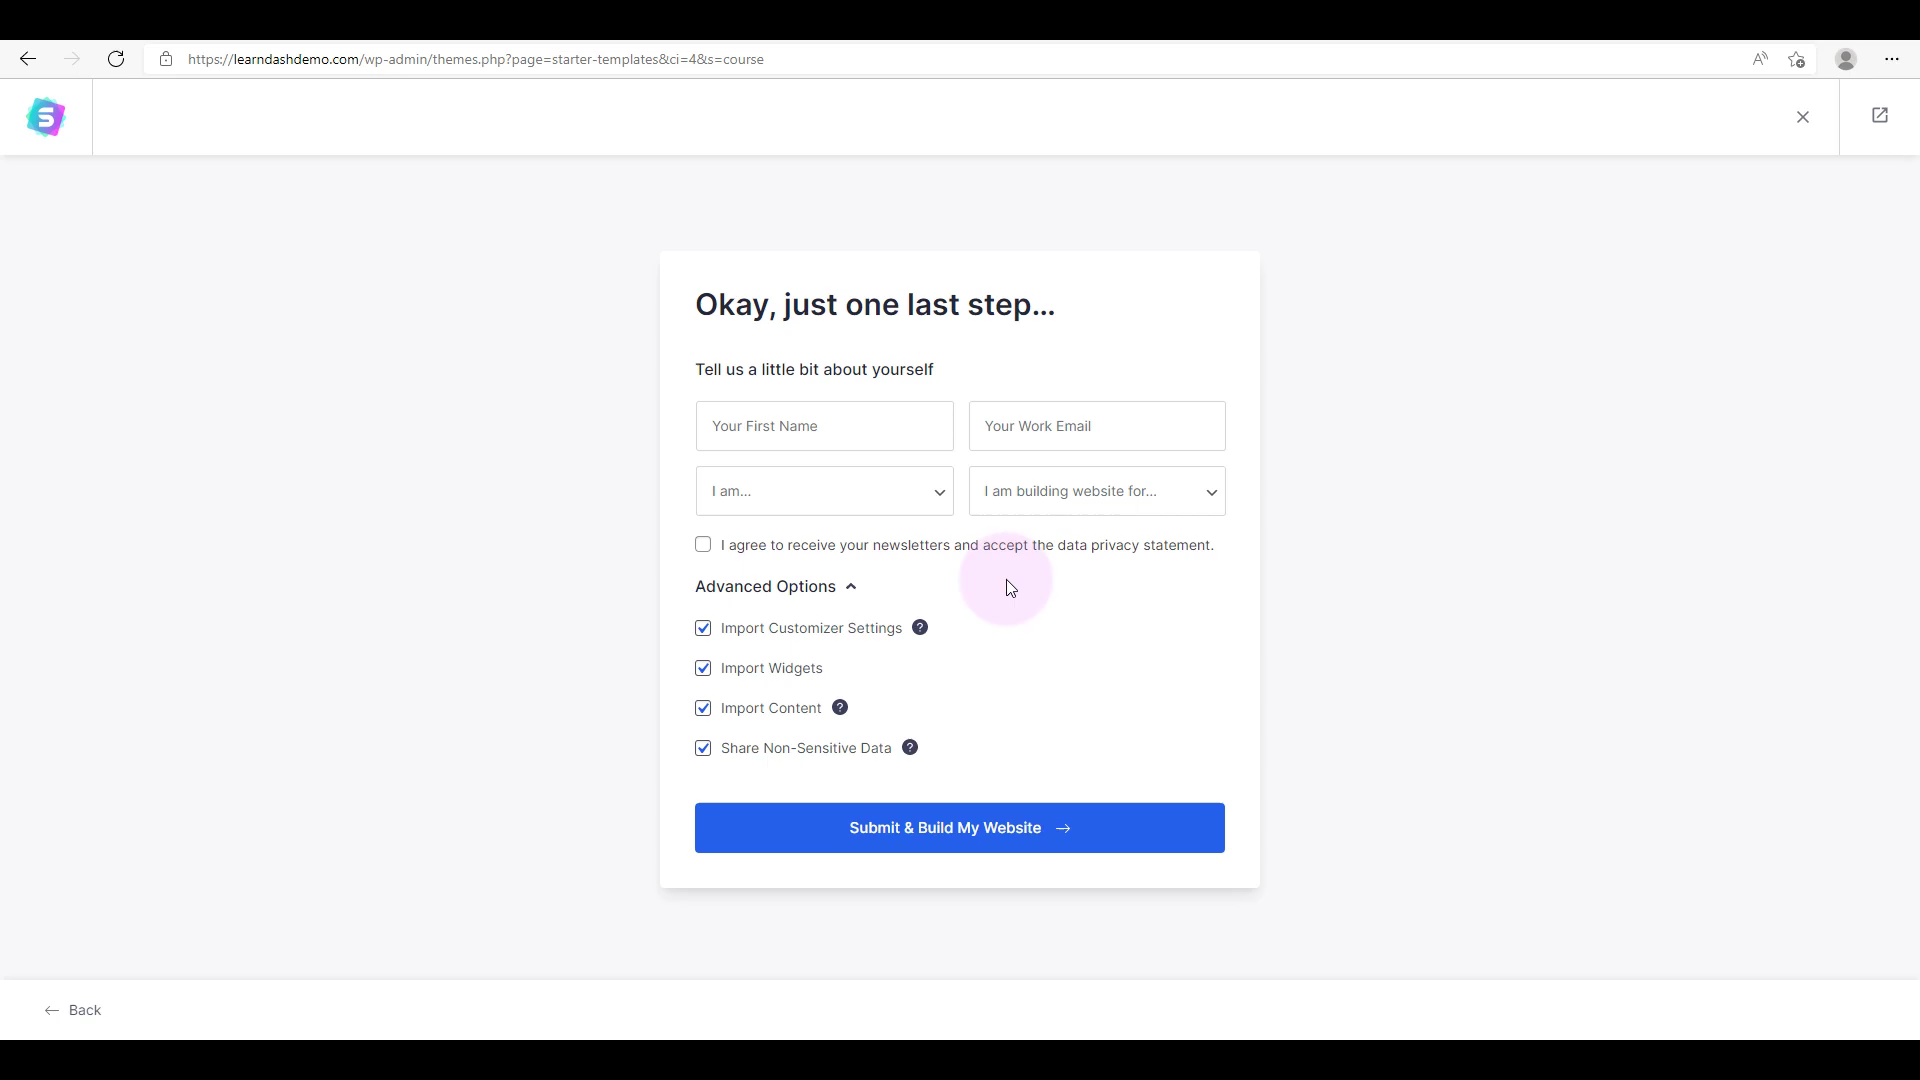 https://learndashdemo.com/wp-admin/themes.php?page=starter-templates&ci=4&s=course
S
Okay, just one last step...
Tell us a little bit about yourself
Your First Name
Your Work Email
I am...
I am building website for...
I agree to receive your newsletters and accept the data privacy statement.
Advanced Options
Import Customizer Settings ?
Import Widgets
Import Content ?
Share Non-Sensitive Data ?
Submit & Build My Website →
← Back